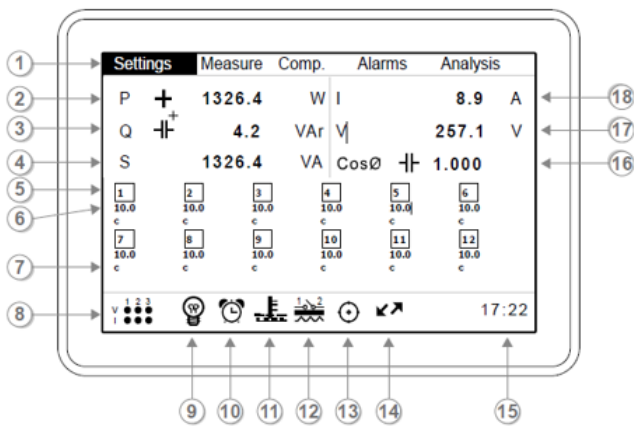 1 Settings Measure Comp. Alarms Analysis
2 P + 1326.4 W I 8.9 A 18
3 Q + 4.2 VAr V 257.1 V 17
4 S 1326.4 VA CosØ 1.000 16
5 1 2 3 4 5 6
6 10.0 10.0 10.0 10.0 10.0 10.0
c c c c c c
7 8 9 10 11 12
10.0 10.0 10.0 10.0 10.0 10.0
7 c c c c c c
1 2 3
8 V 1 2 17:22
I
9 10 11 12 13 14 15